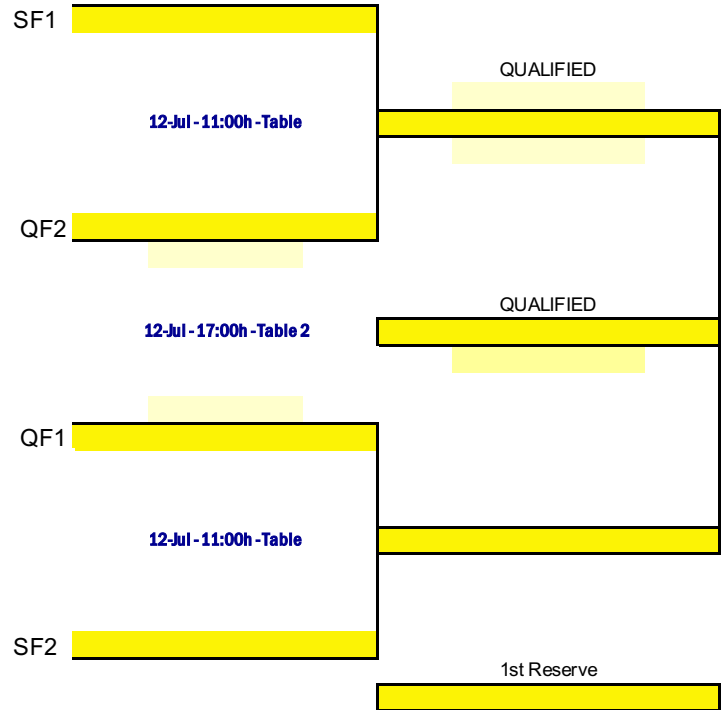 SF1
QUALIFIED
12-Jul - 11:00h - Table
QF2
QUALIFIED
12-Jul - 17:00h - Table 2
QF1
12-Jul - 11:00h - Table
SF2
1st Reserve